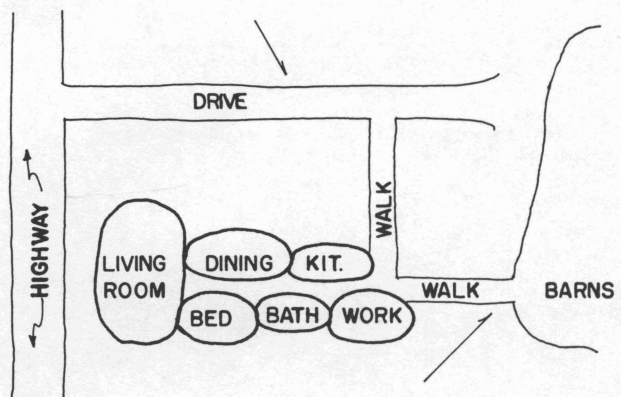 DRIVE
HIGHWAY
WALK
LIVING
ROOM
DINING
KIT.
BED
BATH
WORK
WALK
BARNS